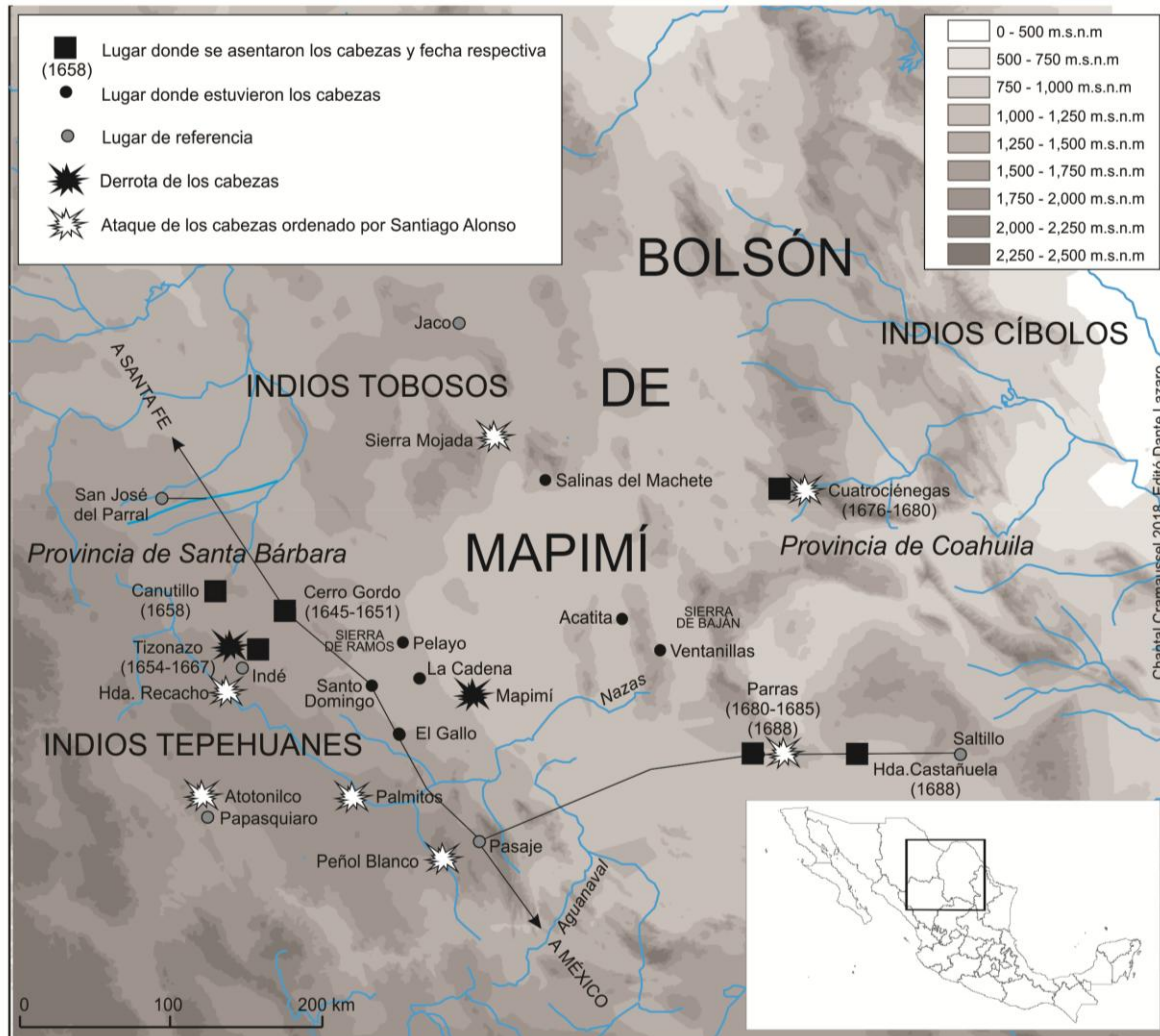 Lugar donde se asentaron los cabezas y fecha respectiva
(1658)
Lugar donde estuvieron los cabezas
Lugar de referencia
Derrota de los cabezas
Ataque de los cabezas ordenado por Santiago Alonso
0 - 500 m.s.n.m
500 - 750 m.s.n.m
750 - 1,000 m.s.n.m
1,000 - 1,250 m.s.n.m
1,250 - 1,500 m.s.n.m
1,500 - 1,750 m.s.n.m
1,750 - 2,000 m.s.n.m
2,000 - 2,250 m.s.n.m
2,250 - 2,500 m.s.n.m
BOLSÓN
DE
MAPIMÍ
INDIOS CÍBOLOS
Jaco
A SANTA FE
INDIOS TOBOSOS
Sierra Mojada
Salinas del Machete
San José
del Parral
Cuatrociénegas
(1676-1680)
Provincia de Santa Bárbara
Provincia de Coahuila
Canutillo
(1658)
Cerro Gordo
(1645-1651)
Acatita
SIERRA
DE BAJÁN
SIERRA
DE RAMOS
Pelayo
Ventanillas
Tizonazo
(1654-1667)
Indé
La Cadena
Hda. Recacho
Santo
Domingo
Mapimí
Nazas
Parras
(1680-1685)
(1688)
El Gallo
INDIOS TEPEHUANES
Saltillo
Hda.Castañuela
(1688)
Atotonilco
Palmitos
Papasquiaro
Pasaje
Peñol Blanco
Aguanaval
A MÉXICO
0 100 200 km
Chantal Cramaussel 2018. Editó Dante Lazaro